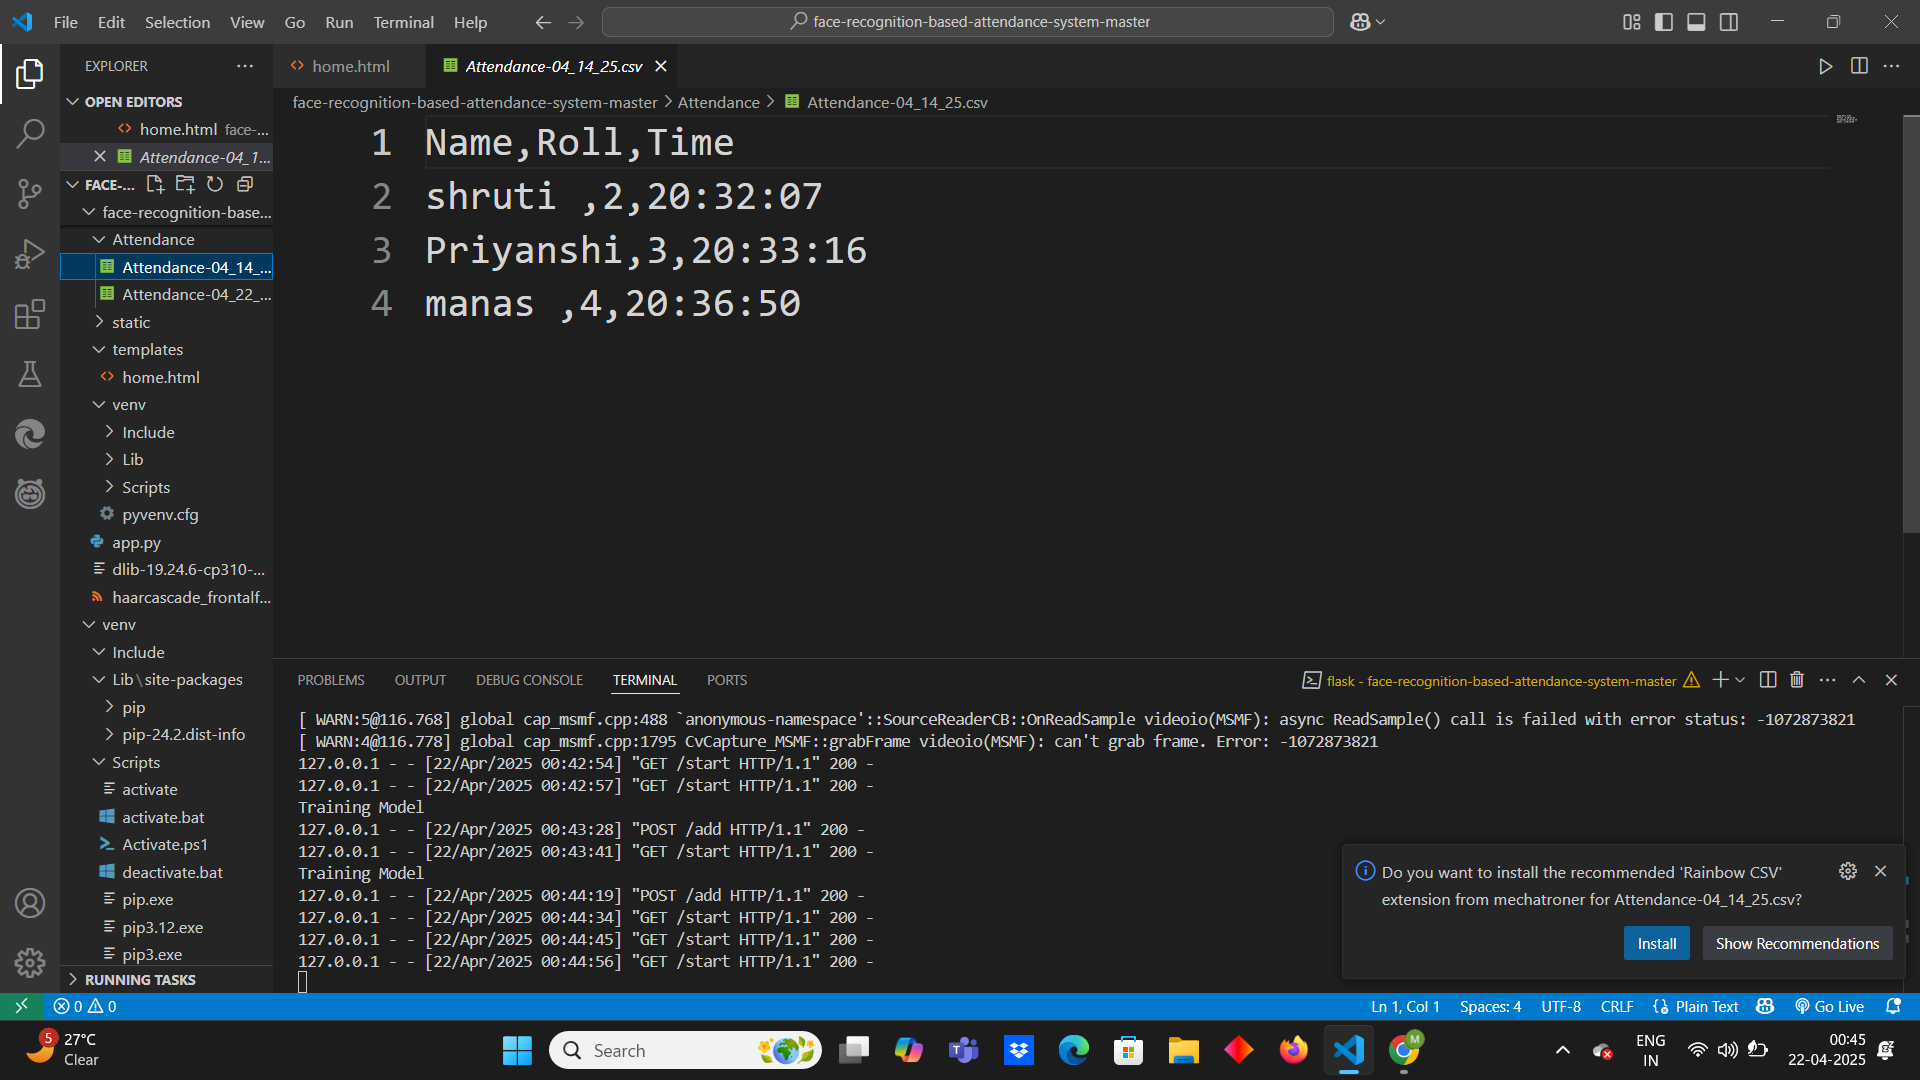 File Edit Selection View Go Run Terminal Help
face-recognition-based-attendance-system-master
EXPLORER
home.html
Attendance-04_14_25.csv
OPEN EDITORS
home.html face-...
Attendance-04_1...
FACE-...
face-recognition-base...
Attendance
Attendance-04_14_...
Attendance-04_22_...
static
templates
home.html
venv
Include
Lib
Scripts
pyvenv.cfg
app.py
dlib-19.24.6-cp310-...
haarcascade_frontalf...
venv
Include
Lib\site-packages
pip
pip-24.2.dist-info
Scripts
activate
activate.bat
Activate.ps1
deactivate.bat
pip.exe
pip3.12.exe
pip3.exe
RUNNING TASKS
face-recognition-based-attendance-system-master > Attendance > Attendance-04_14_25.csv
1 Name,Roll,Time
2 shruti ,2,20:32:07
3 Priyanshi,3,20:33:16
4 manas ,4,20:36:50
PROBLEMS OUTPUT DEBUG CONSOLE TERMINAL PORTS
flask - face-recognition-based-attendance-system-master
[ WARN:5@116.768] global cap_msmf.cpp:488 `anonymous-namespace'::SourceReaderCB::OnReadSample videoio(MSMF): async ReadSample() call is failed with error status: -1072873821
[ WARN:4@116.778] global cap_msmf.cpp:1795 CvCapture_MSMF::grabFrame videoio(MSMF): can't grab frame. Error: -1072873821
127.0.0.1 - - [22/Apr/2025 00:42:54] "GET /start HTTP/1.1" 200 -
127.0.0.1 - - [22/Apr/2025 00:42:57] "GET /start HTTP/1.1" 200 -
Training Model
127.0.0.1 - - [22/Apr/2025 00:43:28] "POST /add HTTP/1.1" 200 -
127.0.0.1 - - [22/Apr/2025 00:43:41] "GET /start HTTP/1.1" 200 -
Training Model
127.0.0.1 - - [22/Apr/2025 00:44:19] "POST /add HTTP/1.1" 200 -
127.0.0.1 - - [22/Apr/2025 00:44:34] "GET /start HTTP/1.1" 200 -
127.0.0.1 - - [22/Apr/2025 00:44:45] "GET /start HTTP/1.1" 200 -
127.0.0.1 - - [22/Apr/2025 00:44:56] "GET /start HTTP/1.1" 200 -
Do you want to install the recommended 'Rainbow CSV'
extension from mechatroner for Attendance-04_14_25.csv?
Install Show Recommendations
0 0
Ln 1, Col 1 Spaces: 4 UTF-8 CRLF {} Plain Text Go Live
5
27°C
Clear
Search
M
ENG
IN
00:45
22-04-2025